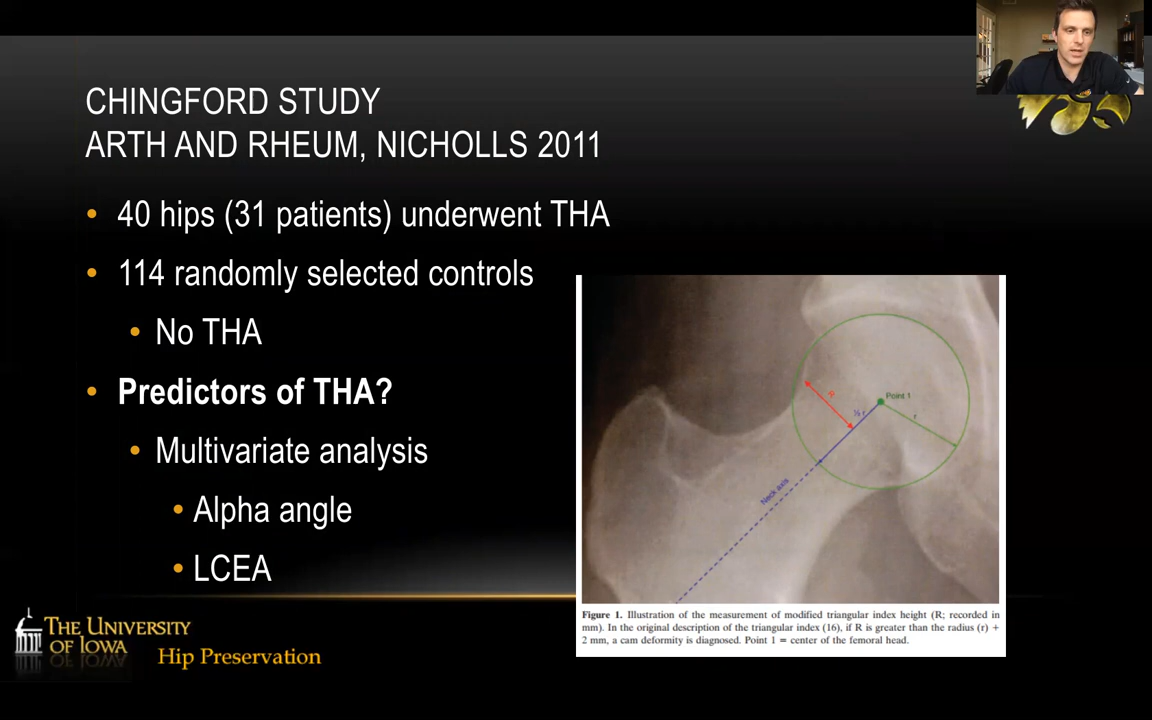 CHINGFORD STUDY
ARTH AND RHEUM, NICHOLLS 2011
• 40 hips (31 patients) underwent THA
• 114 randomly selected controls
• No THA
• Predictors of THA?
• Multivariate analysis
• Alpha angle
• LCEA
R
½ r
Point 1
r
Neck axis
Figure 1. Illustration of the measurement of modified triangular index height (R; recorded in
mm). In the original description of the triangular index (16), if R is greater than the radius (r) +
2 mm, a cam deformity is diagnosed. Point 1 = center of the femoral head.
THE UNIVERSITY
OF IOWA
Hip Preservation